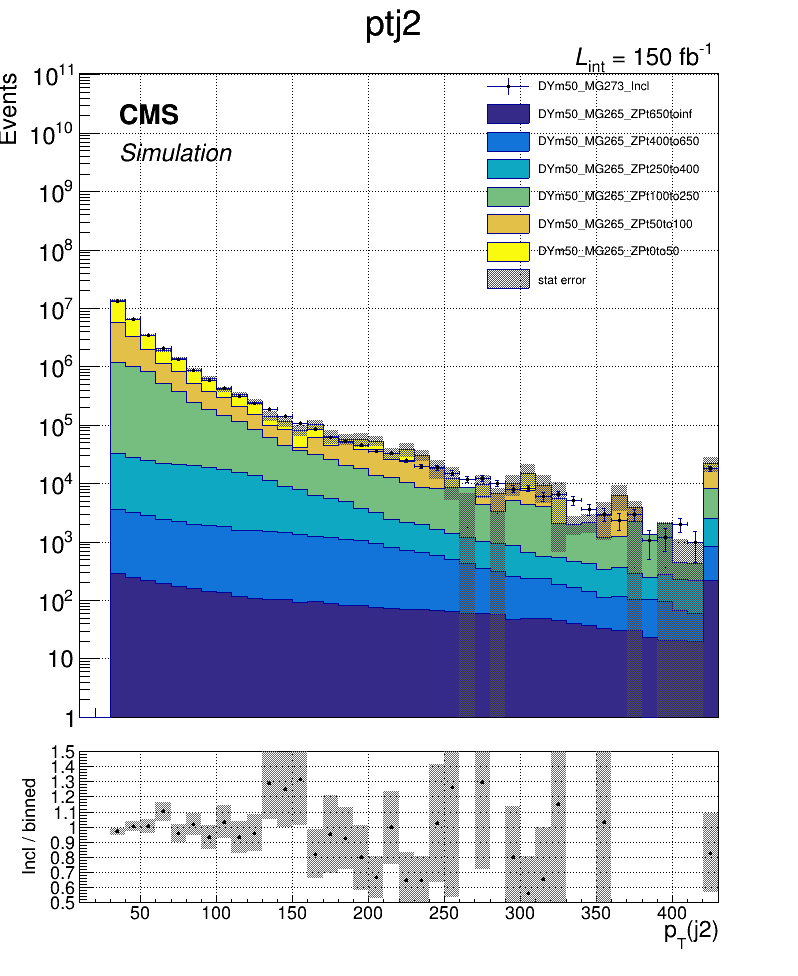 ptj2
L_int = 150 fb^-1
Events
10^11
10^10
10^9
10^8
10^7
10^6
10^5
10^4
10^3
10^2
10
1
CMS
Simulation
DYm50_MG273_Incl
DYm50_MG265_ZPt650toinf
DYm50_MG265_ZPt400to650
DYm50_MG265_ZPt250to400
DYm50_MG265_ZPt100to250
DYm50_MG265_ZPt50to100
DYm50_MG265_ZPt0to50
stat error
Incl / binned
1.5
1.4
1.3
1.2
1.1
1
0.9
0.8
0.7
0.6
0.5
50 100 150 200 250 300 350 400
p_T(j2)